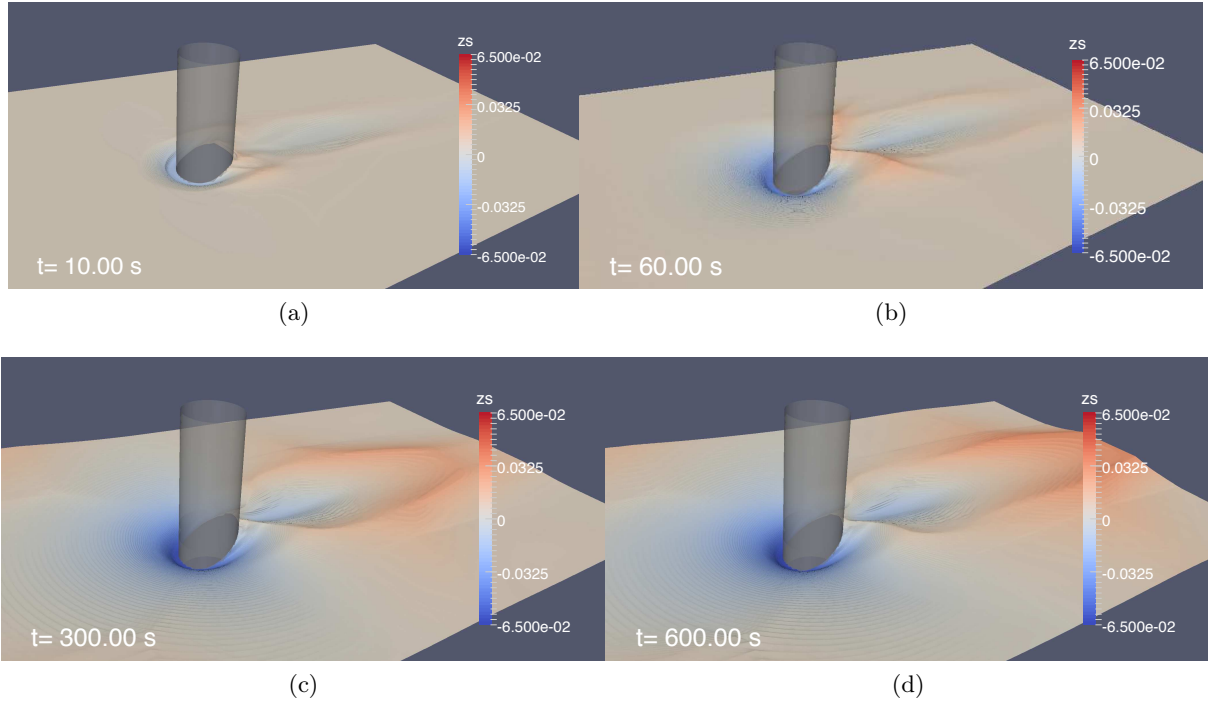 zs
6.500e-02
0.0325
0
-0.0325
-6.500e-02
t= 10.00 s
(a)
zs
6.500e-02
0.0325
0
-0.0325
-6.500e-02
t= 60.00 s
(b)
zs
6.500e-02
0.0325
0
-0.0325
-6.500e-02
t= 300.00 s
(c)
zs
6.500e-02
0.0325
0
-0.0325
-6.500e-02
t= 600.00 s
(d)